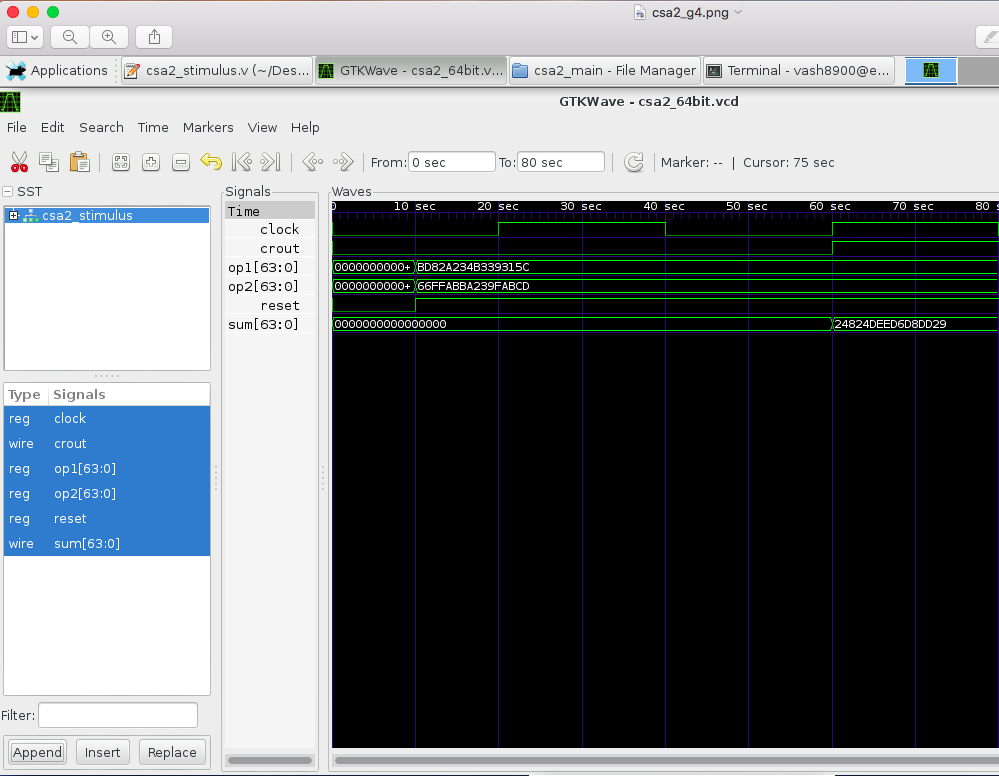 csa2_g4.png
Applications
csa2_stimulus.v (~/Des...
GTKWave - csa2_64bit.v...
csa2_main - File Manager
Terminal - vash8900@e...
GTKWave - csa2_64bit.vcd
File Edit Search Time Markers View Help
From: 0 sec To: 80 sec Marker: -- | Cursor: 75 sec
SST
csa2_stimulus
Type Signals
reg clock
wire crout
reg op1[63:0]
reg op2[63:0]
reg reset
wire sum[63:0]
Filter:
Append Insert Replace
Signals
Time
clock
crout
op1[63:0]
op2[63:0]
reset
sum[63:0]
Waves
0 10 sec 20 sec 30 sec 40 sec 50 sec 60 sec 70 sec 80 s
0000000000+ BD82A234B339315C
0000000000+ 66FFABBA239FABCD
0000000000000000 24824DEED6D8DD29